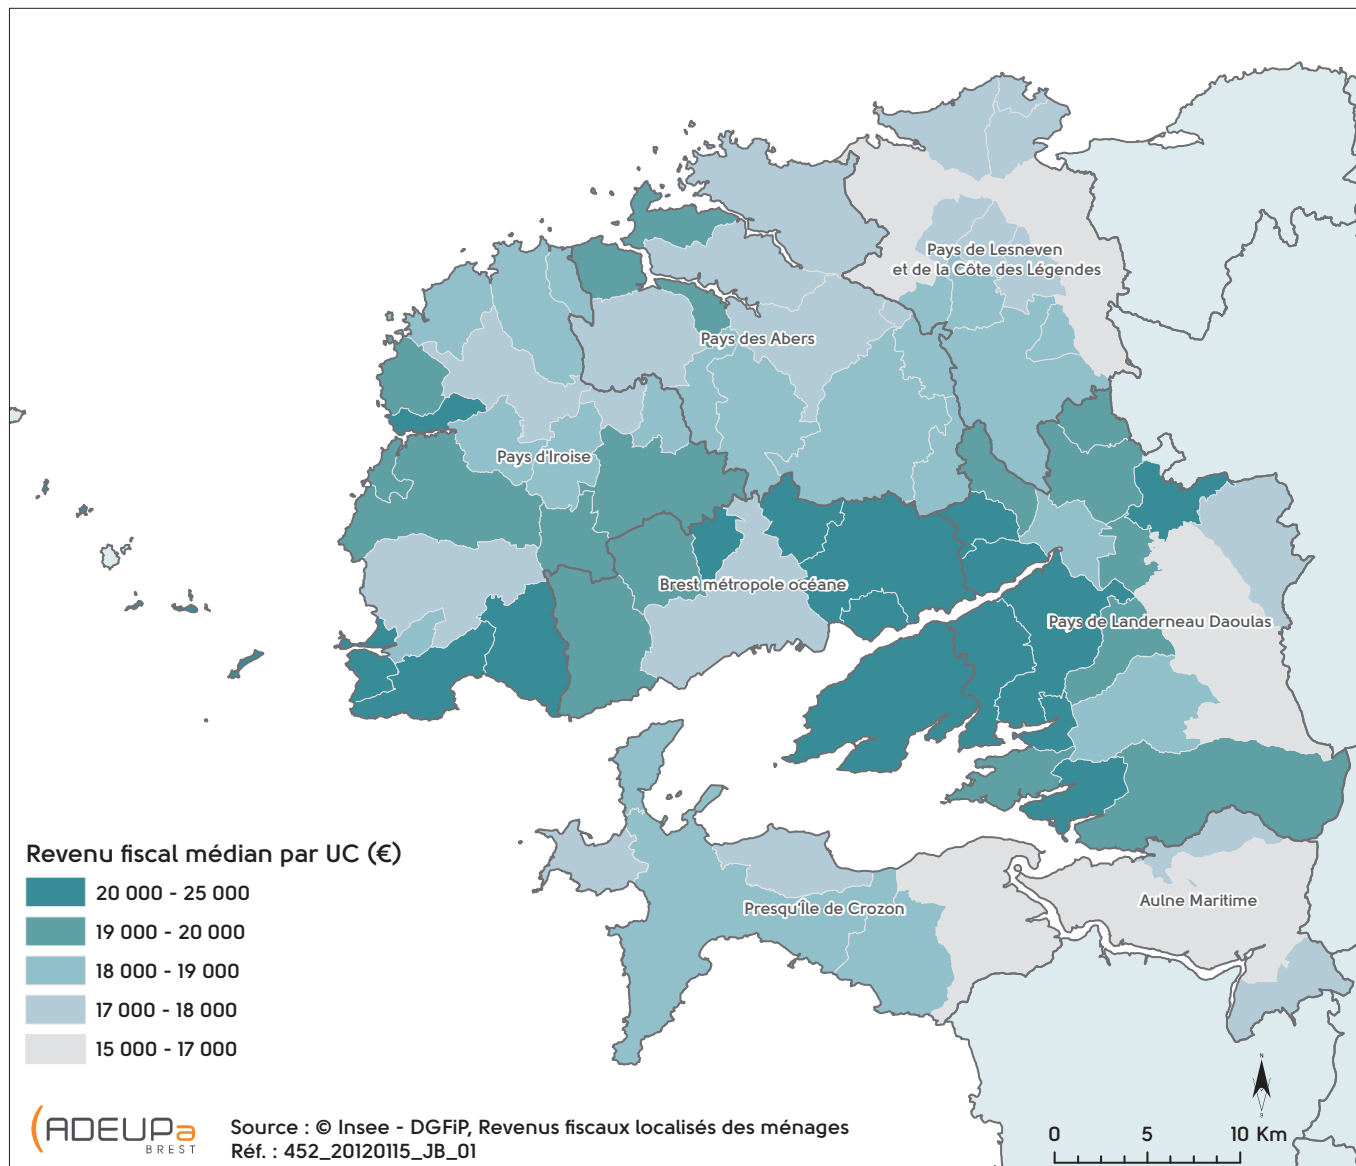 Pays de Lesneven
et de la Côte des Légendes
Pays des Abers
Pays d'Iroise
Brest métropole océane
Pays de Landerneau Daoulas
Presqu'Île de Crozon
Aulne Maritime
Revenu fiscal médian par UC (€)
20 000 - 25 000
19 000 - 20 000
18 000 - 19 000
17 000 - 18 000
15 000 - 17 000
ADEUPa
BREST
Source : © Insee - DGFiP, Revenus fiscaux localisés des ménages
Réf. : 452_20120115_JB_01
N
S
0 5 10 Km